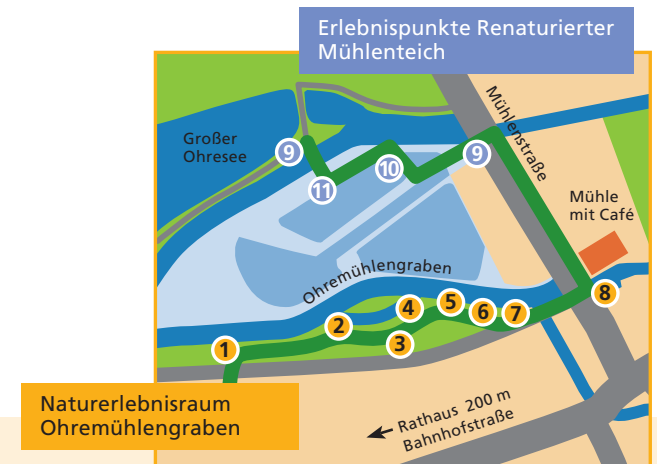 Erlebnispunkte Renaturierter
Mühlenteich
Mühlenstraße
Großer
Ohresee
9
10
9
11
Mühle
mit Café
Ohremühlengraben
8
5
4
6
7
2
3
1
Naturerlebnisraum
Ohremühlengraben
Rathaus 200 m
Bahnhofstraße